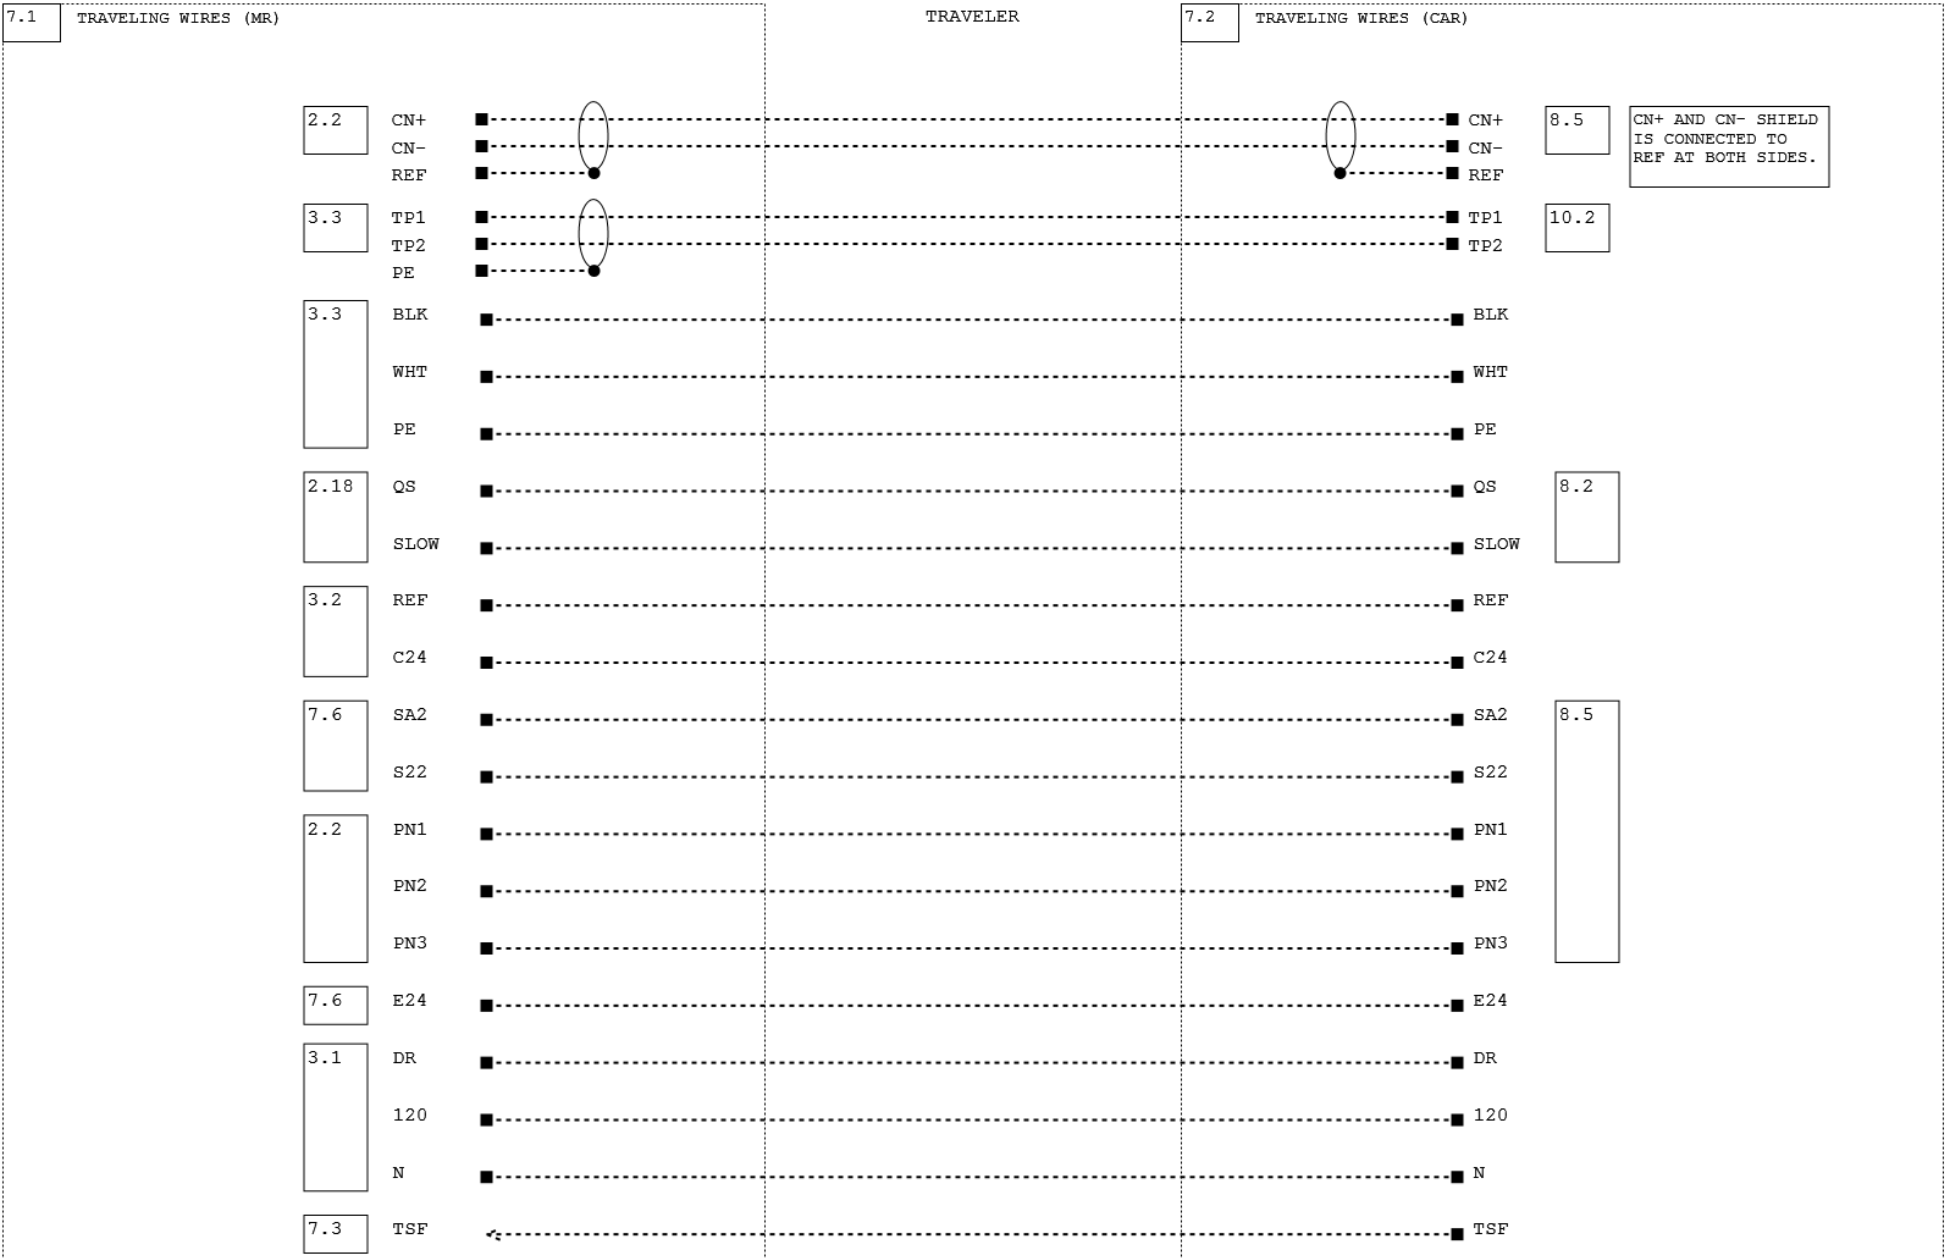 7.1 TRAVELING WIRES (MR) TRAVELER 7.2 TRAVELING WIRES (CAR)
2.2 CN+ CN+ 8.5 CN+ AND CN- SHIELD
IS CONNECTED TO
CN- CN-
REF AT BOTH SIDES.
REF REF
3.3 TP1 TP1 10.2
TP2 TP2
PE
3.3 BLK BLK
WHT WHT
PE PE
2.18 QS QS 8.2
SLOW SLOW
3.2 REF REF
C24 C24
7.6 SA2 SA2 8.5
S22 S22
2.2 PN1 PN1
PN2 PN2
PN3 PN3
7.6 E24 E24
3.1 DR DR
120 120
N N
7.3 TSF TSF